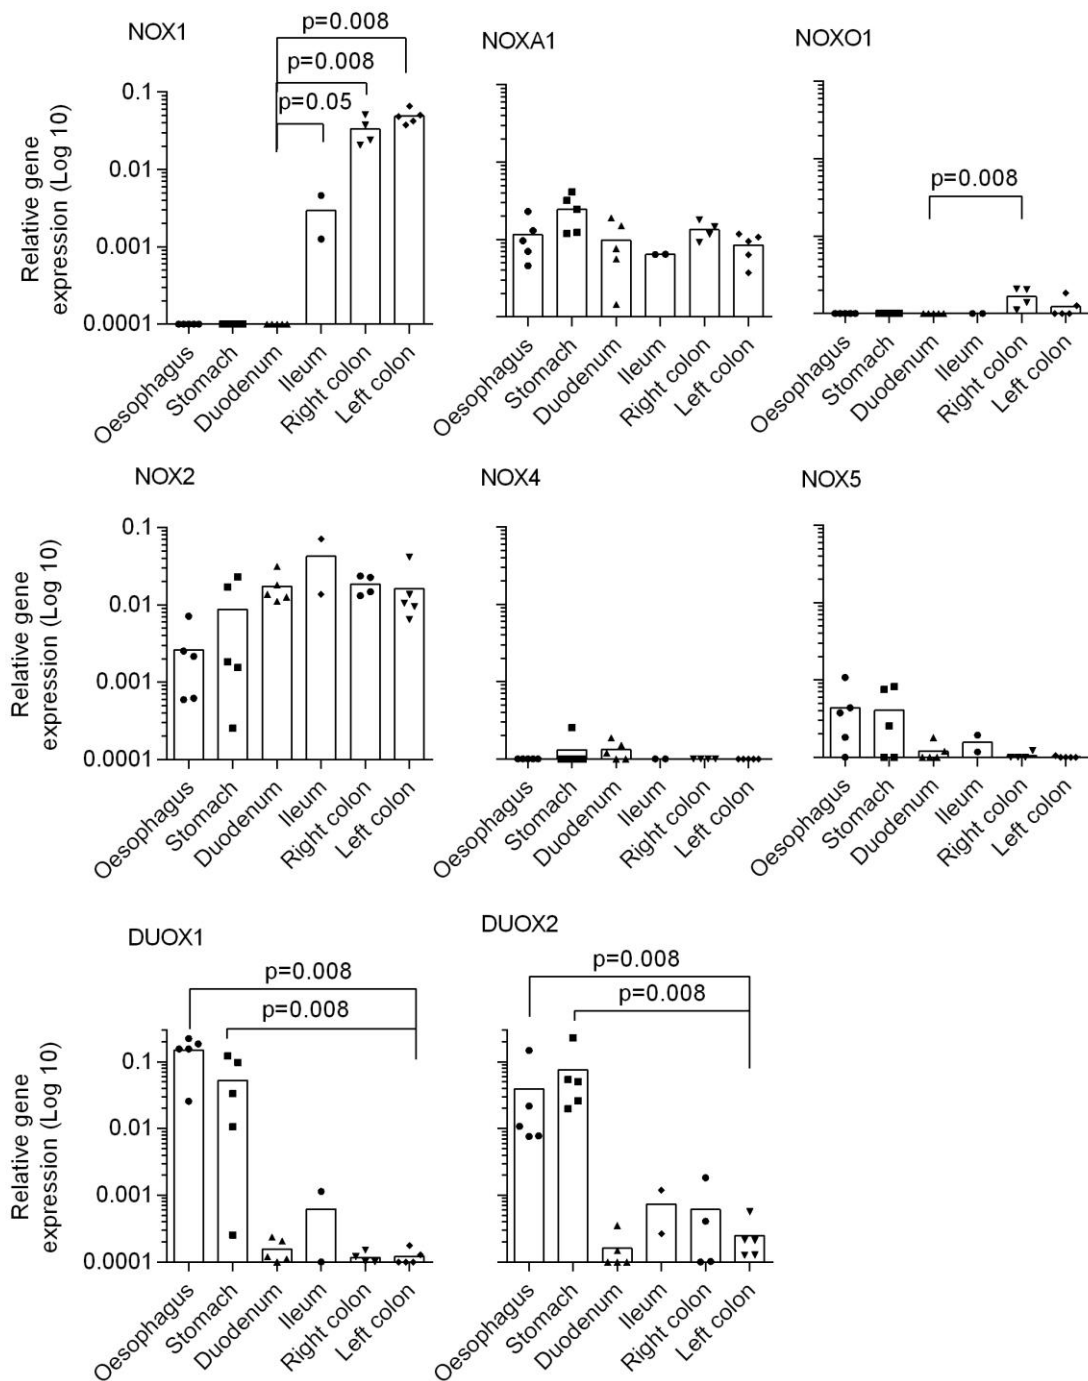 NOX1
p=0.008
p=0.008
p=0.05
Relative gene
expression (Log 10)
0.1
0.01
0.001
0.0001
Oesophagus
Stomach
Duodenum
Ileum
Right colon
Left colon
NOXA1
Oesophagus
Stomach
Duodenum
Ileum
Right colon
Left colon
NOXO1
p=0.008
Oesophagus
Stomach
Duodenum
Ileum
Right colon
Left colon
NOX2
Relative gene
expression (Log 10)
0.1
0.01
0.001
0.0001
Oesophagus
Stomach
Duodenum
Ileum
Right colon
Left colon
NOX4
Oesophagus
Stomach
Duodenum
Ileum
Right colon
Left colon
NOX5
Oesophagus
Stomach
Duodenum
Ileum
Right colon
Left colon
DUOX1
p=0.008
p=0.008
Relative gene
expression (Log 10)
0.1
0.01
0.001
0.0001
Oesophagus
Stomach
Duodenum
Ileum
Right colon
Left colon
DUOX2
p=0.008
p=0.008
Oesophagus
Stomach
Duodenum
Ileum
Right colon
Left colon